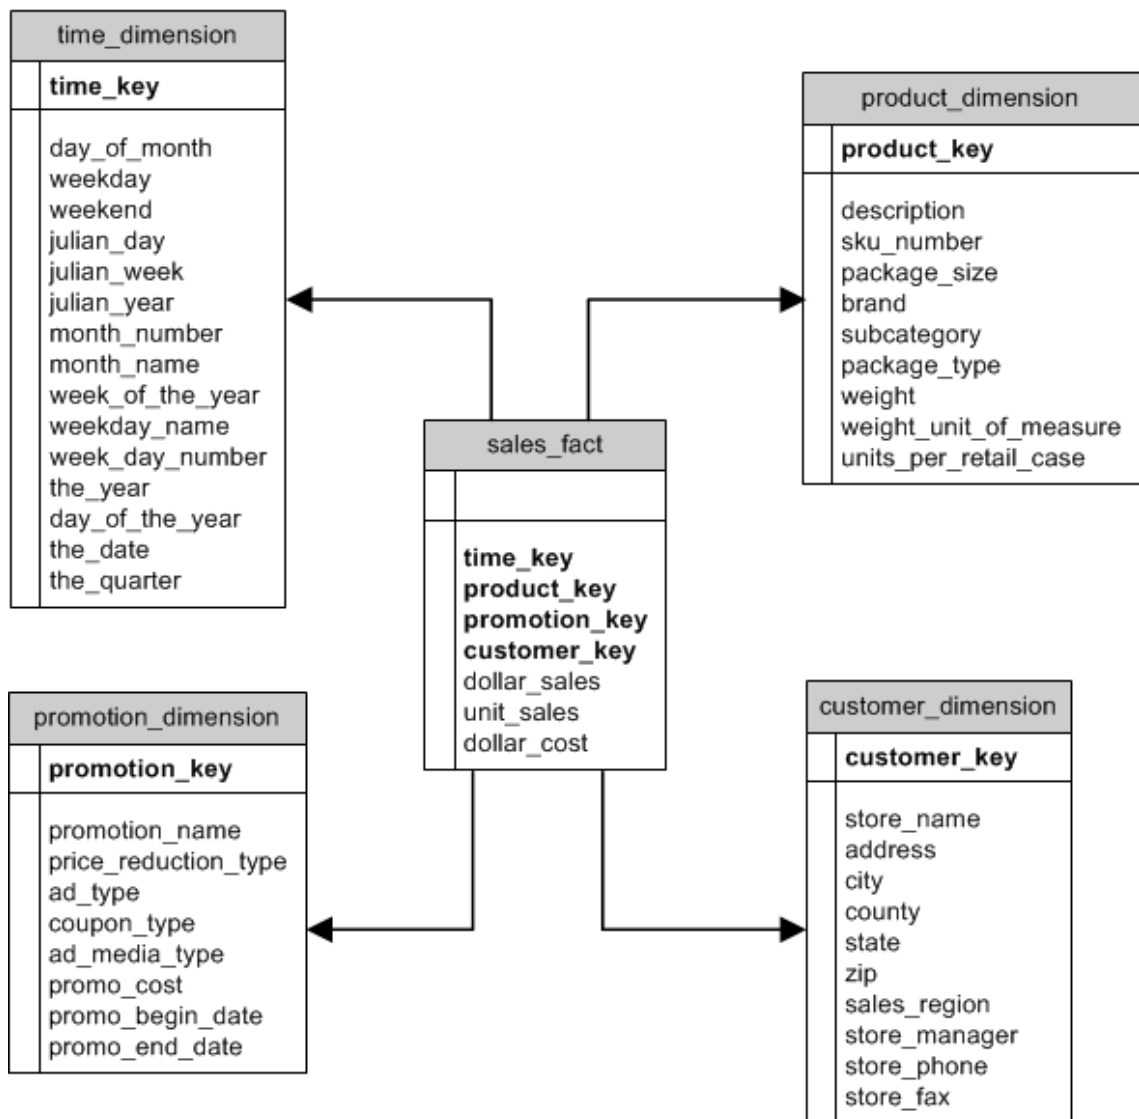 time_dimension
time_key
day_of_month
weekday
weekend
julian_day
julian_week
julian_year
month_number
month_name
week_of_the_year
weekday_name
week_day_number
the_year
day_of_the_year
the_date
the_quarter
product_dimension
product_key
description
sku_number
package_size
brand
subcategory
package_type
weight
weight_unit_of_measure
units_per_retail_case
sales_fact
time_key
product_key
promotion_key
customer_key
dollar_sales
unit_sales
dollar_cost
promotion_dimension
promotion_key
promotion_name
price_reduction_type
ad_type
coupon_type
ad_media_type
promo_cost
promo_begin_date
promo_end_date
customer_dimension
customer_key
store_name
address
city
county
state
zip
sales_region
store_manager
store_phone
store_fax